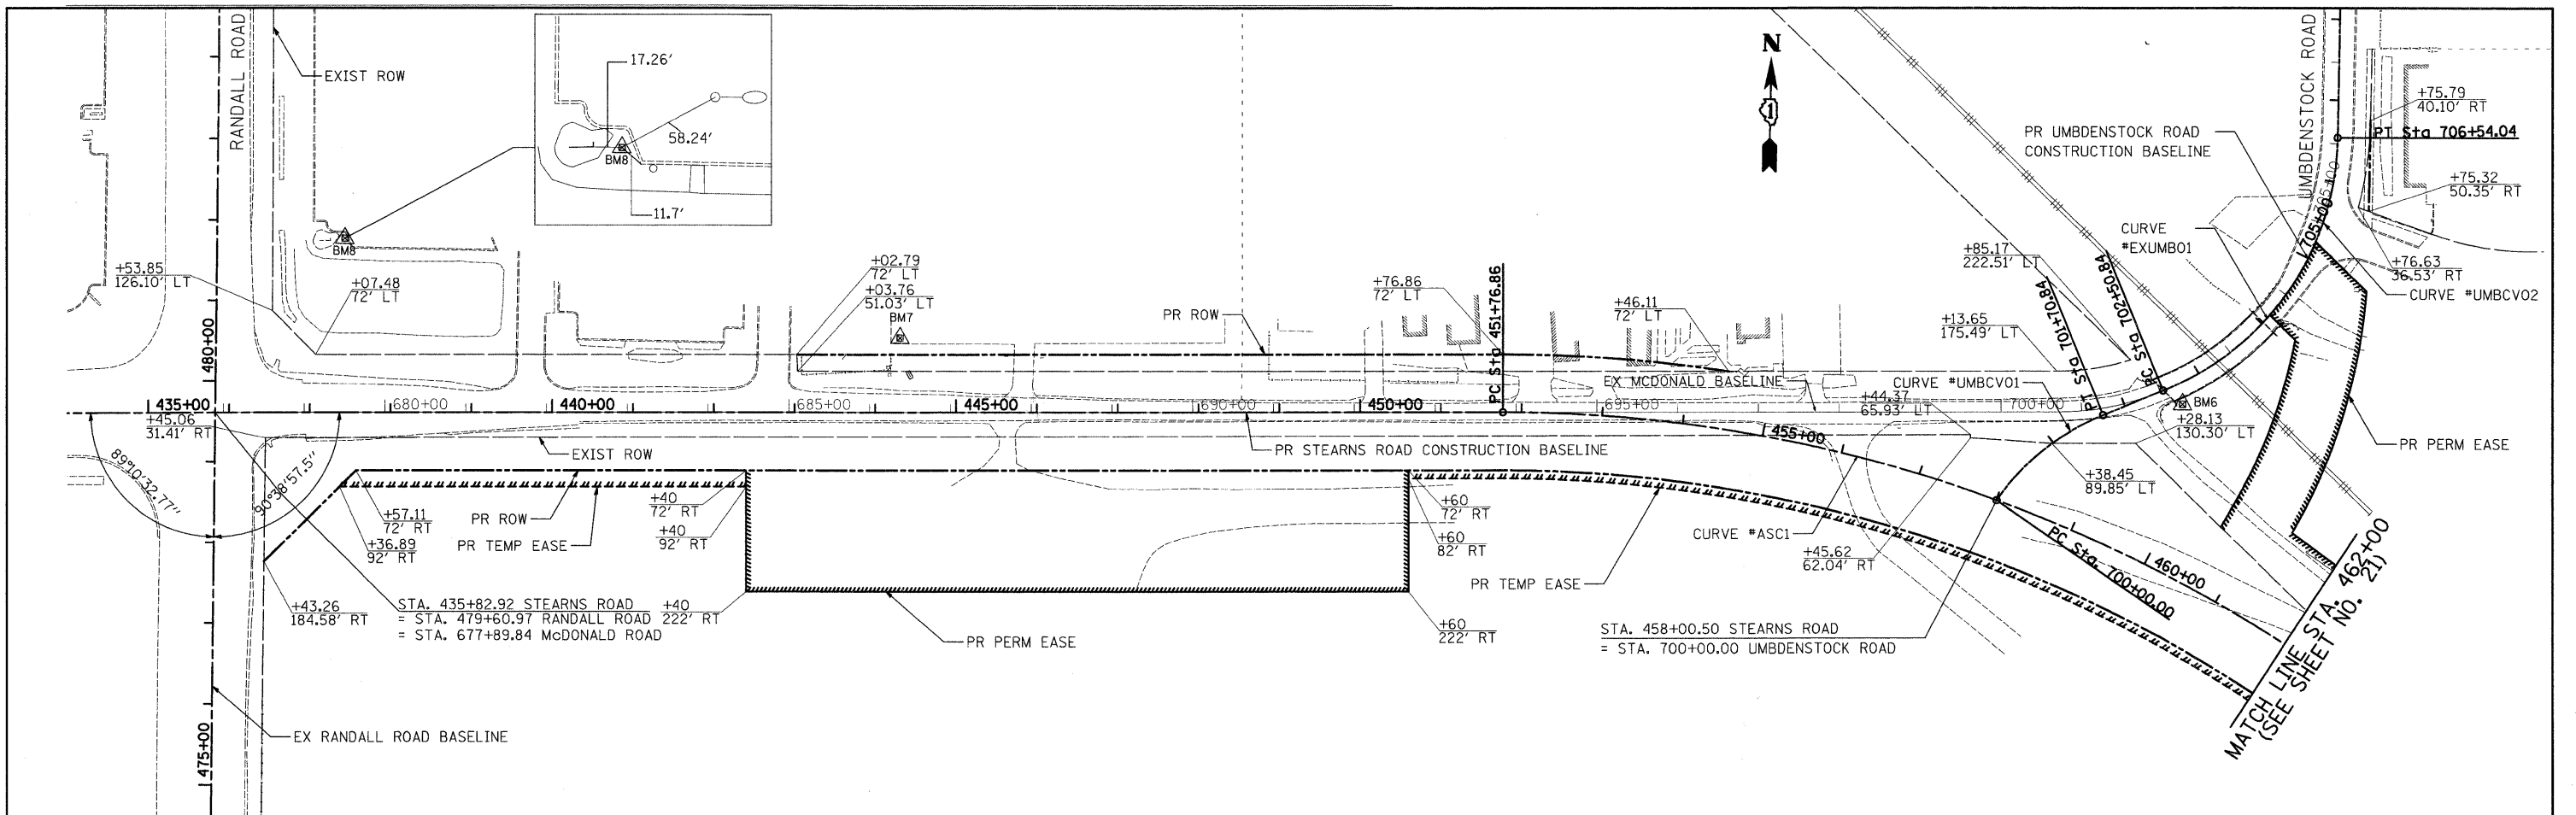 RANDALL ROAD
EXIST ROW
17.26'
58.24'
BM8
11.7'
BM8
N
1
UMBDENSTOCK ROAD
+75.79
40.10' RT
PT Sta 706+54.04
PR UMBDENSTOCK ROAD
CONSTRUCTION BASELINE
+75.32
50.35' RT
705+00
CURVE
#EXUMB01
+76.63
36.53' RT
CURVE #UMBCV02
+53.85
126.10' LT
+07.48
72' LT
+02.79
72' LT
+03.76
51.03' LT
BM7
PR ROW
+76.86
72' LT
PC Sta 451+76.86
+46.11
72' LT
+85.17
222.51' LT
+13.65
175.49' LT
PT Sta 701+70.84
PC Sta 702+50.84
480+00
EX MCDONALD BASELINE
CURVE #UMBCV01
435+00
680+00
440+00
685+00
445+00
690+00
450+00
695+00
455+00
700+00
BM6
+45.06
31.41' RT
+44.37
65.93' LT
+28.13
130.30' LT
+38.45
89.85' LT
PR PERM EASE
89°10'32.77"
90°38'57.5"
EXIST ROW
PR STEARNS ROAD CONSTRUCTION BASELINE
+57.11
72' RT
+36.89
92' RT
PR ROW
PR TEMP EASE
+40
72' RT
+40
92' RT
+60
72' RT
+60
82' RT
CURVE #ASC1
+45.62
62.04' RT
PR TEMP EASE
PC Sta 700+00.00
460+00
+43.26
184.58' RT
STA. 435+82.92 STEARNS ROAD
= STA. 479+60.97 RANDALL ROAD
= STA. 677+89.84 McDONALD ROAD
+40
222' RT
PR PERM EASE
+60
222' RT
STA. 458+00.50 STEARNS ROAD
= STA. 700+00.00 UMBDENSTOCK ROAD
MATCH LINE STA. 462+00
(SEE SHEET NO. 21)
475+00
EX RANDALL ROAD BASELINE